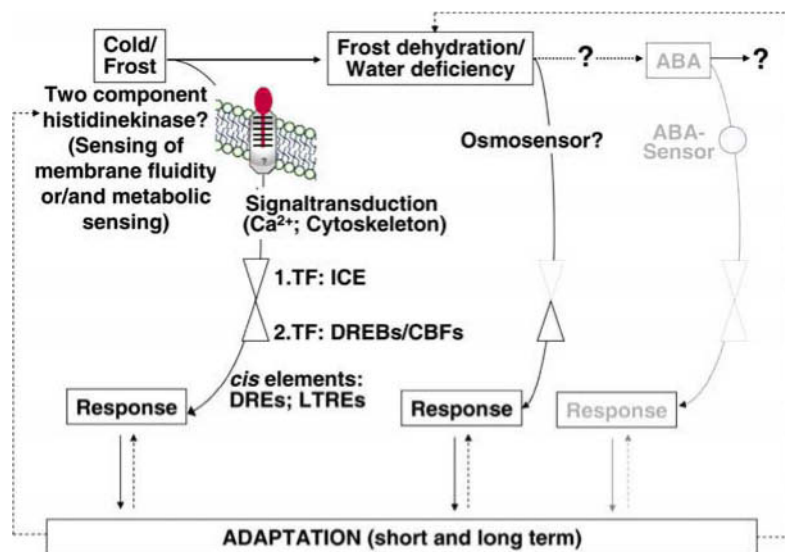 Cold/
Frost
Frost dehydration/
Water deficiency
?
ABA
?
Two component
histidinekinase?
(Sensing of
membrane fluidity
or/and metabolic
sensing)
?
Osmosensor?
ABA-
Sensor
Signaltransduction
(Ca²⁺; Cytoskeleton)
1.TF: ICE
2.TF: DREBs/CBFs
cis elements:
DREs; LTREs
Response
Response
Response
ADAPTATION (short and long term)